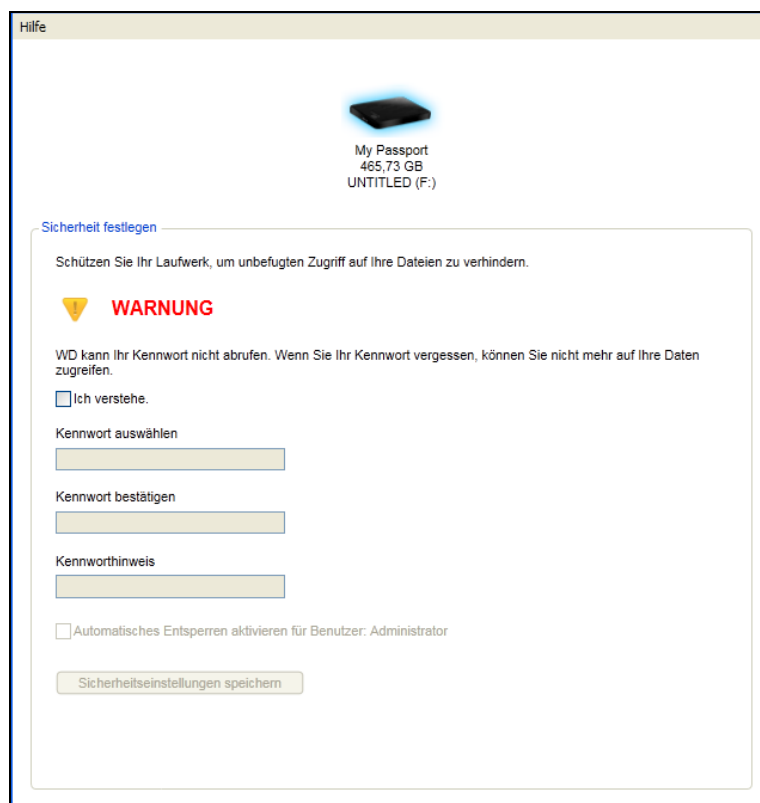 Hilfe
My Passport
465,73 GB
UNTITLED (F:)
Sicherheit festlegen
Schützen Sie Ihr Laufwerk, um unbefugten Zugriff auf Ihre Dateien zu verhindern.
WARNUNG
WD kann Ihr Kennwort nicht abrufen. Wenn Sie Ihr Kennwort vergessen, können Sie nicht mehr auf Ihre Daten
zugreifen.
Ich verstehe.
Kennwort auswählen
Kennwort bestätigen
Kennworthinweis
Automatisches Entsperren aktivieren für Benutzer: Administrator
Sicherheitseinstellungen speichern